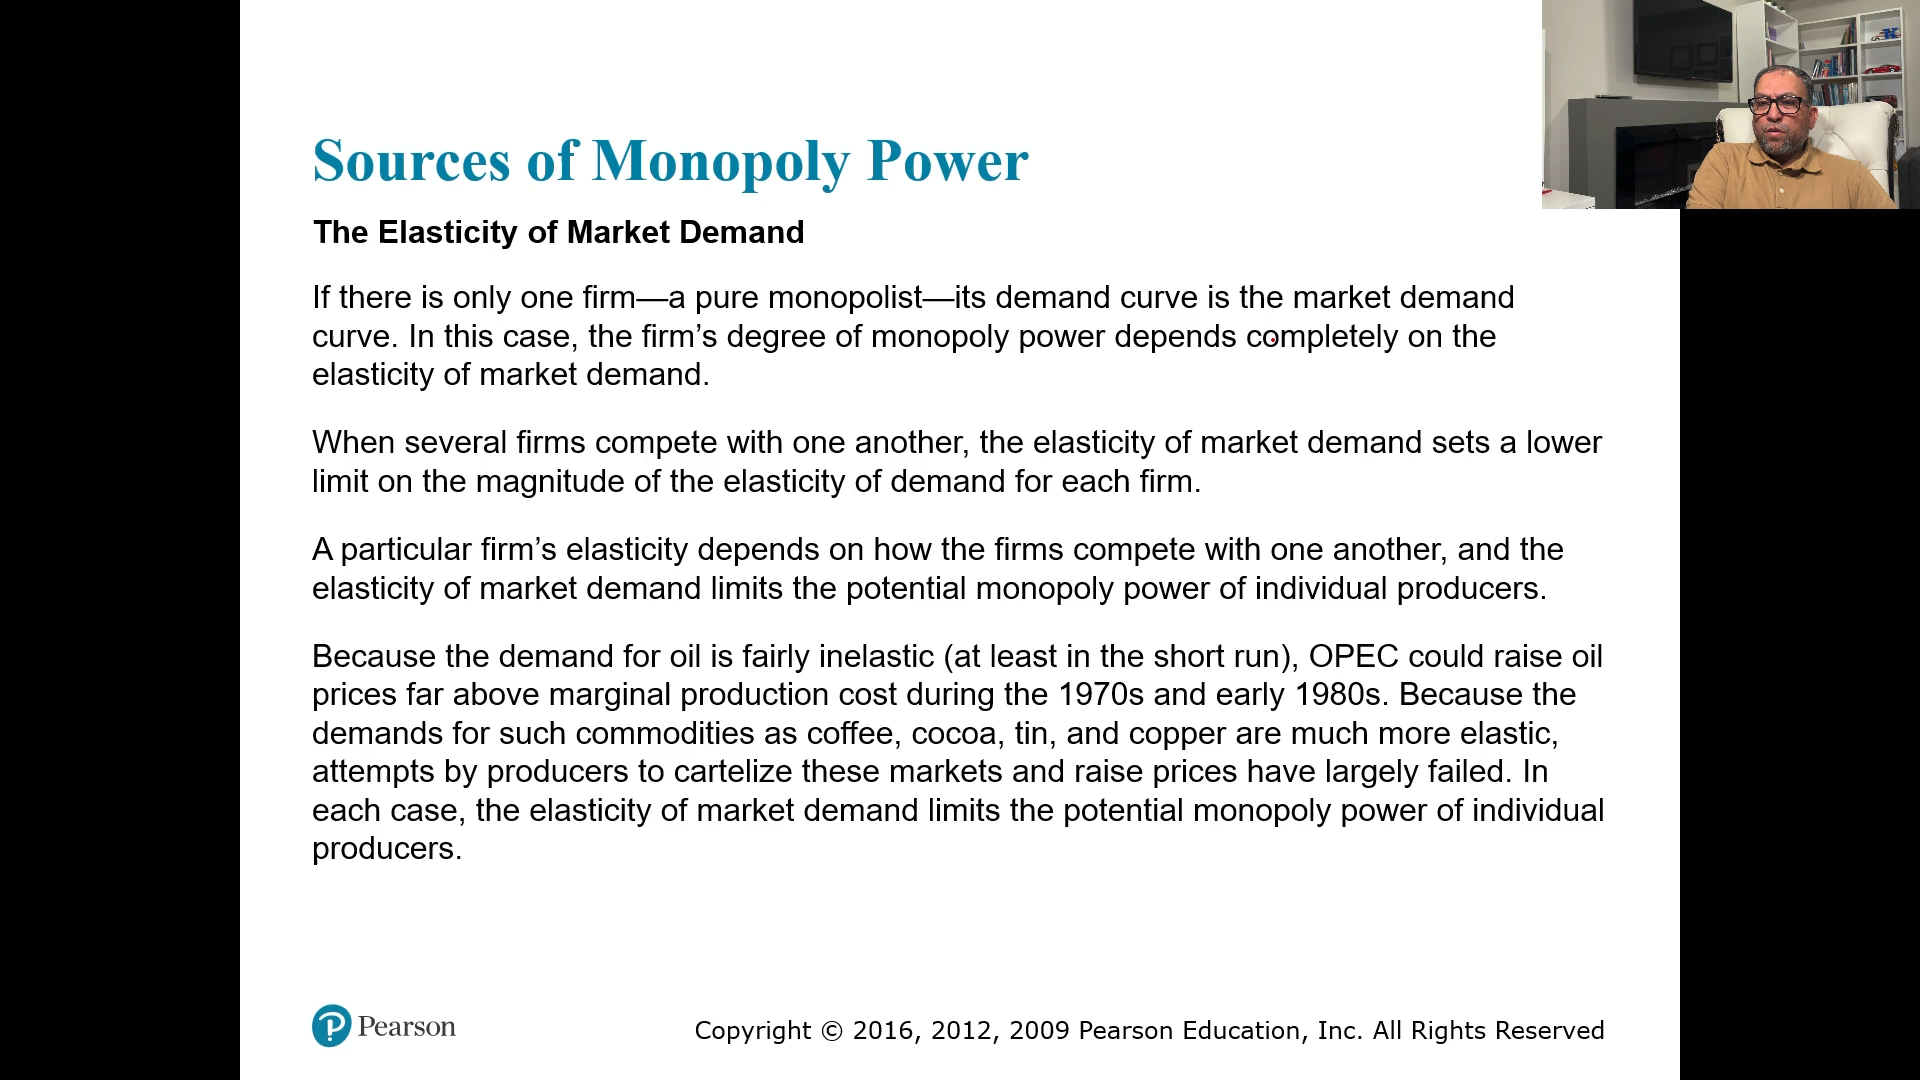 Sources of Monopoly Power
The Elasticity of Market Demand
If there is only one firm—a pure monopolist—its demand curve is the market demand
curve. In this case, the firm’s degree of monopoly power depends completely on the
elasticity of market demand.
When several firms compete with one another, the elasticity of market demand sets a lower
limit on the magnitude of the elasticity of demand for each firm.
A particular firm’s elasticity depends on how the firms compete with one another, and the
elasticity of market demand limits the potential monopoly power of individual producers.
Because the demand for oil is fairly inelastic (at least in the short run), OPEC could raise oil
prices far above marginal production cost during the 1970s and early 1980s. Because the
demands for such commodities as coffee, cocoa, tin, and copper are much more elastic,
attempts by producers to cartelize these markets and raise prices have largely failed. In
each case, the elasticity of market demand limits the potential monopoly power of individual
producers.
Pearson
Copyright © 2016, 2012, 2009 Pearson Education, Inc. All Rights Reserved